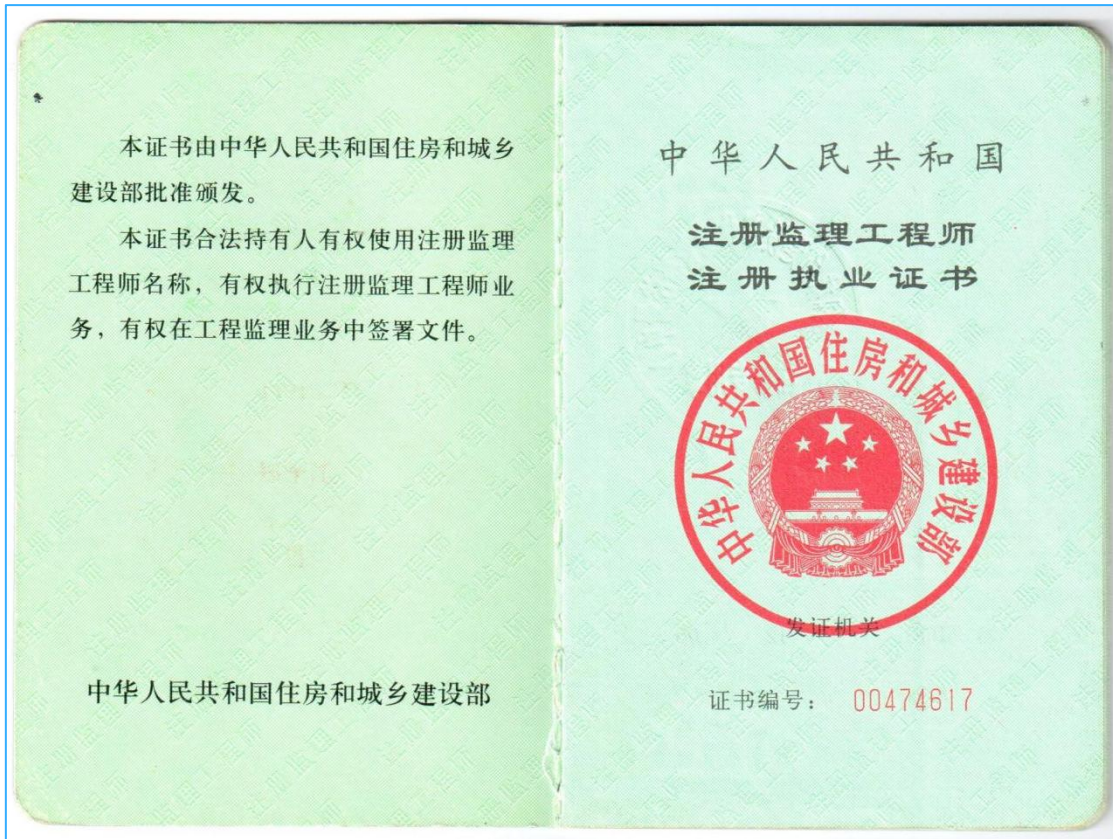 本证书由中华人民共和国住房和城乡
建设部批准颁发。
本证书合法持有人有权使用注册监理
工程师名称，有权执行注册监理工程师业
务，有权在工程监理业务中签署文件。
中华人民共和国住房和城乡建设部
中华人民共和国
注册监理工程师
注册执业证书
中华人民共和国住房和城乡建设部
发证机关
证书编号： 00474617